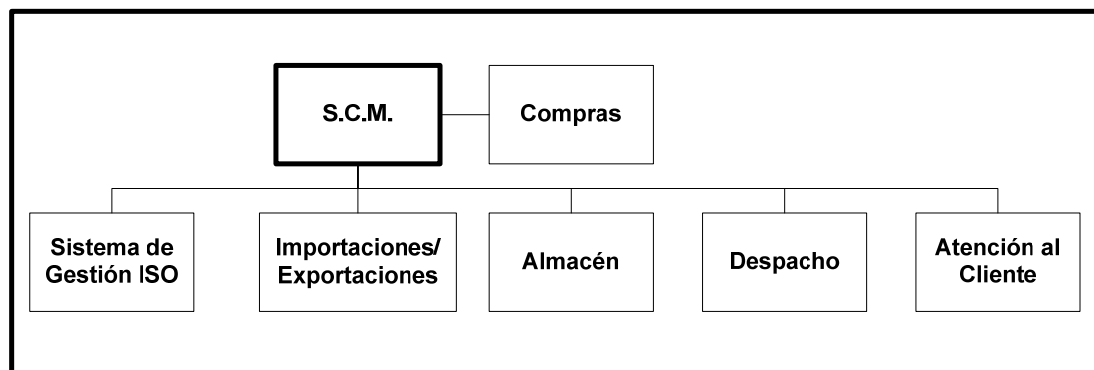 S.C.M.
Compras
Sistema de
Gestión ISO
Importaciones/
Exportaciones
Almacén
Despacho
Atención al
Cliente